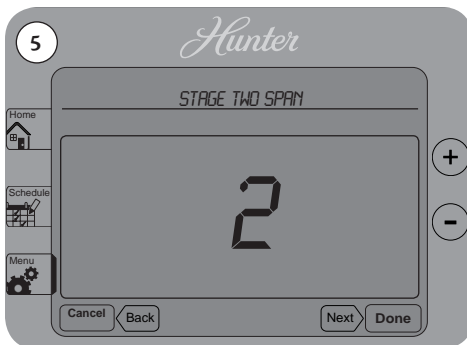 5
Hunter
STAGE TWO SPAN
Home
+
2
Schedule
-
Menu
Cancel Back Next Done